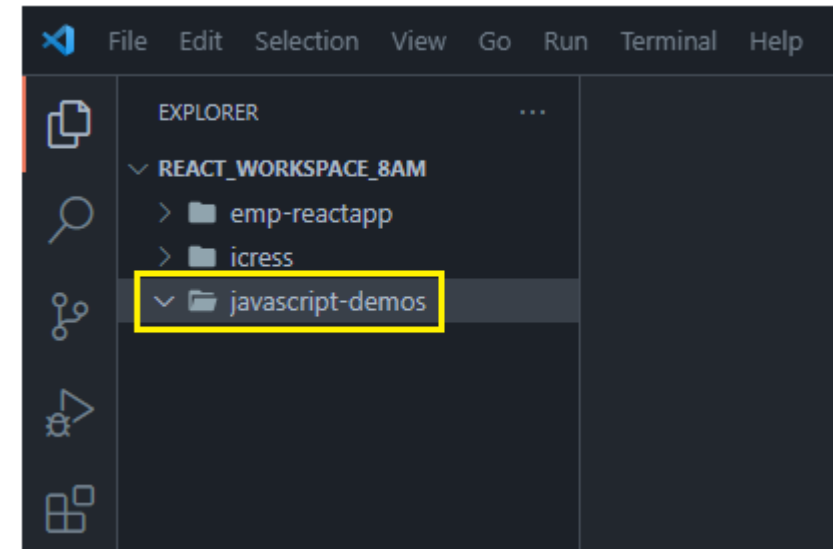 File Edit Selection View Go Run Terminal Help
EXPLORER ...
REACT_WORKSPACE_8AM
emp-reactapp
icress
javascript-demos